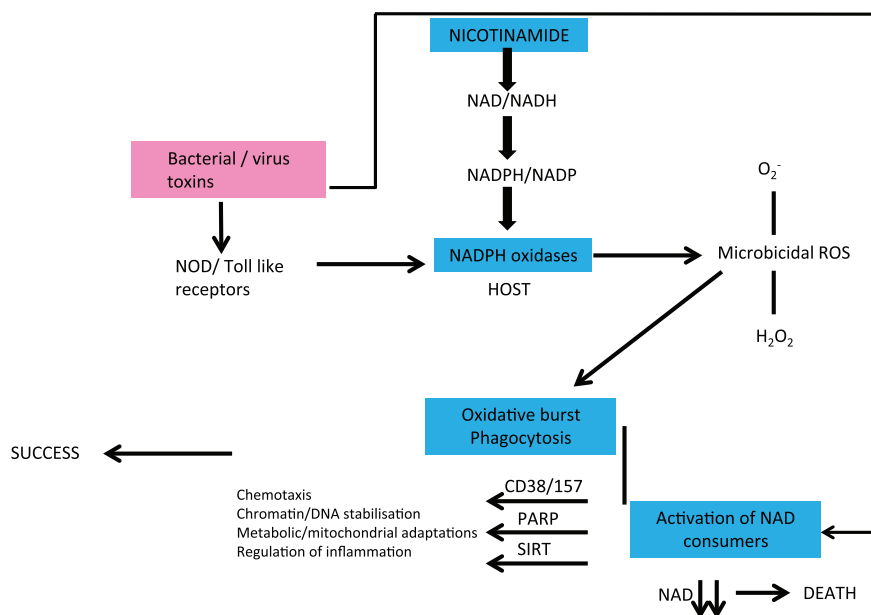 NICOTINAMIDE
NAD/NADH
Bacterial / virus
toxins
NADPH/NADP
O₂⁻
NOD/ Toll like
receptors
NADPH oxidases
HOST
Microbicidal ROS
H₂O₂
Oxidative burst
Phagocytosis
SUCCESS
CD38/157
PARP
SIRT
Chemotaxis
Chromatin/DNA stabilisation
Metabolic/mitochondrial adaptations
Regulation of inflammation
Activation of NAD
consumers
NAD
DEATH